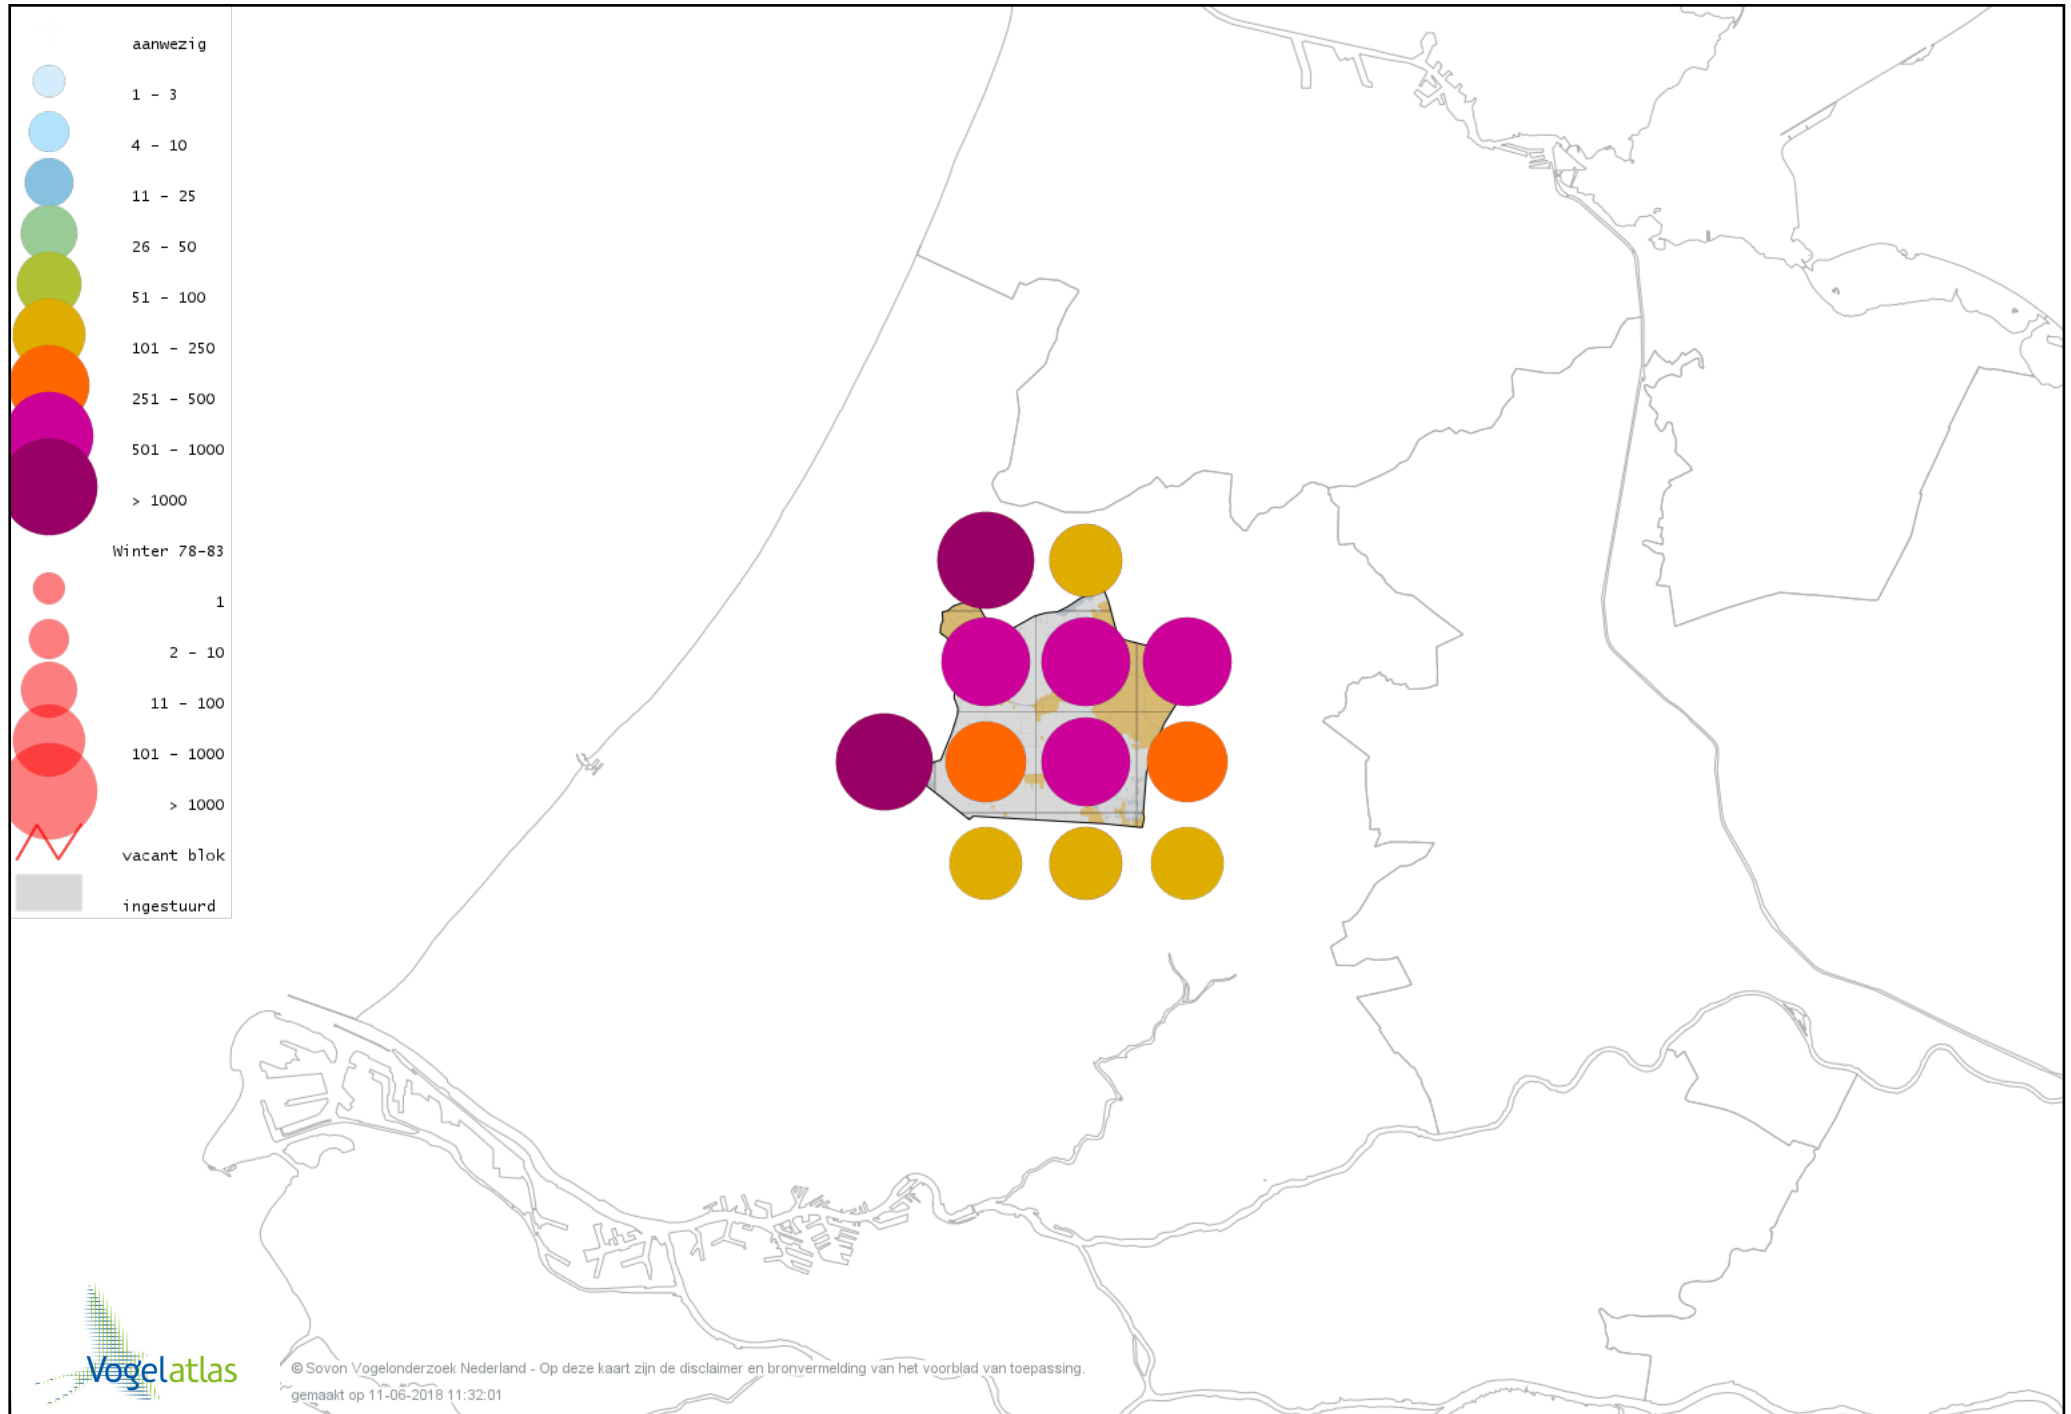 aanwezig
1 - 3
4 - 10
11 - 25
26 - 50
51 - 100
101 - 250
251 - 500
501 - 1000
> 1000
Winter 78-83
1
2 - 10
11 - 100
101 - 1000
> 1000
vacant blok
ingestuurd
Vogelatlas
© Sovon Vogelonderzoek Nederland - Op deze kaart zijn de disclaimer en bronvermelding van het voorblad van toepassing.
gemaakt op 11-06-2018 11:32:01